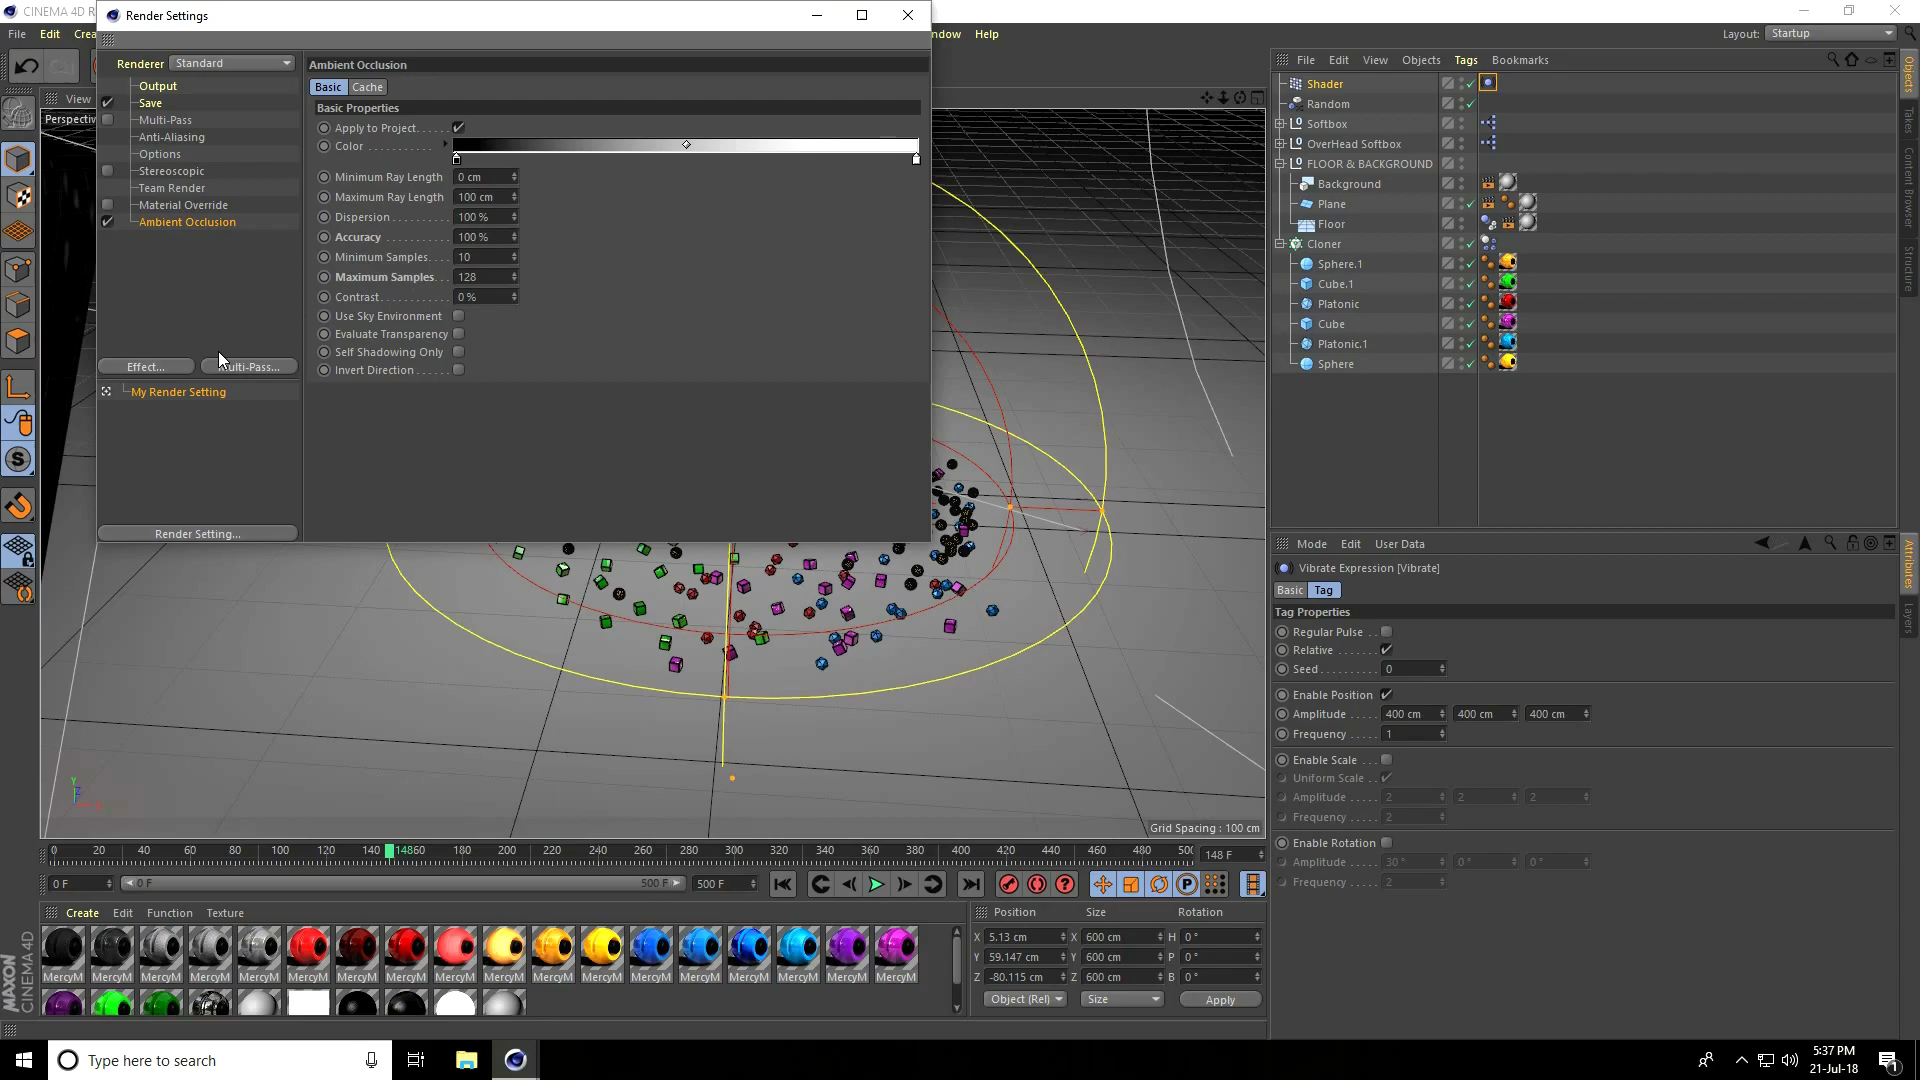 CINEMA 4D R
Render Settings
File Edit Crea
ndow Help
Layout: Startup
Renderer Standard
Output
Save
Multi-Pass
Anti-Aliasing
Options
Stereoscopic
Team Render
Material Override
Ambient Occlusion
Effect...
ulti-Pass...
My Render Setting
Render Setting...
Ambient Occlusion
Basic Cache
Basic Properties
Apply to Project
Color
Minimum Ray Length 0 cm
Maximum Ray Length 100 cm
Dispersion 100 %
Accuracy 100 %
Minimum Samples 10
Maximum Samples 128
Contrast 0 %
Use Sky Environment
Evaluate Transparency
Self Shadowing Only
Invert Direction
View
Perspectiv
Y
Z
Grid Spacing : 100 cm
File Edit View Objects Tags Bookmarks
Shader
Random
Softbox
OverHead Softbox
FLOOR & BACKGROUND
Background
Plane
Floor
Cloner
Sphere.1
Cube.1
Platonic
Cube
Platonic.1
Sphere
Objects
Takes
Content Browser
Structure
Mode Edit User Data
Vibrate Expression [Vibrate]
Basic Tag
Tag Properties
Regular Pulse
Relative
Seed 0
Enable Position
Amplitude 400 cm 400 cm 400 cm
Frequency 1
Enable Scale
Uniform Scale
Amplitude 2 2 2
Frequency 2
Enable Rotation
Amplitude 30 ° 0 ° 0 °
Frequency 2
Attributes
Layers
0 20 40 60 80 100 120 140 14860 180 200 220 240 260 280 300 320 340 360 380 400 420 440 460 480 50(
148 F
0 F 0 F 500 F 500 F
Create Edit Function Texture
MercyM MercyM MercyM MercyM MercyM MercyM MercyM MercyM MercyM MercyM MercyM MercyM MercyM MercyM MercyM MercyM MercyM MercyM
Position Size Rotation
X 5.13 cm X 600 cm H 0 °
Y 59.147 cm Y 600 cm P 0 °
Z -80.115 cm Z 600 cm B 0 °
Object (Rel) Size Apply
MAXON
CINEMA 4D
Type here to search
5:37 PM
21-Jul-18
1